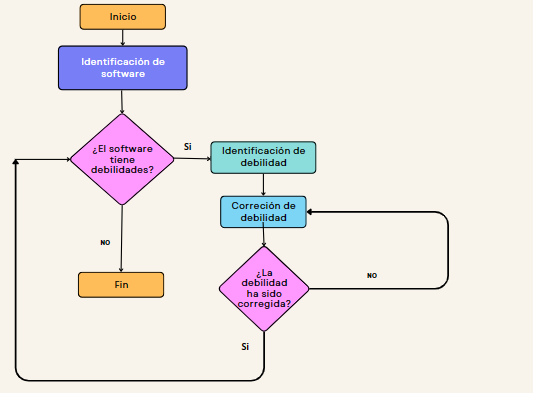 Inicio
Identificación de
software
¿El software
tiene
debilidades?
Si
Identificación de
debilidad
Correción de
debilidad
NO
Fin
¿La
debilidad
ha sido
corregida?
NO
Si